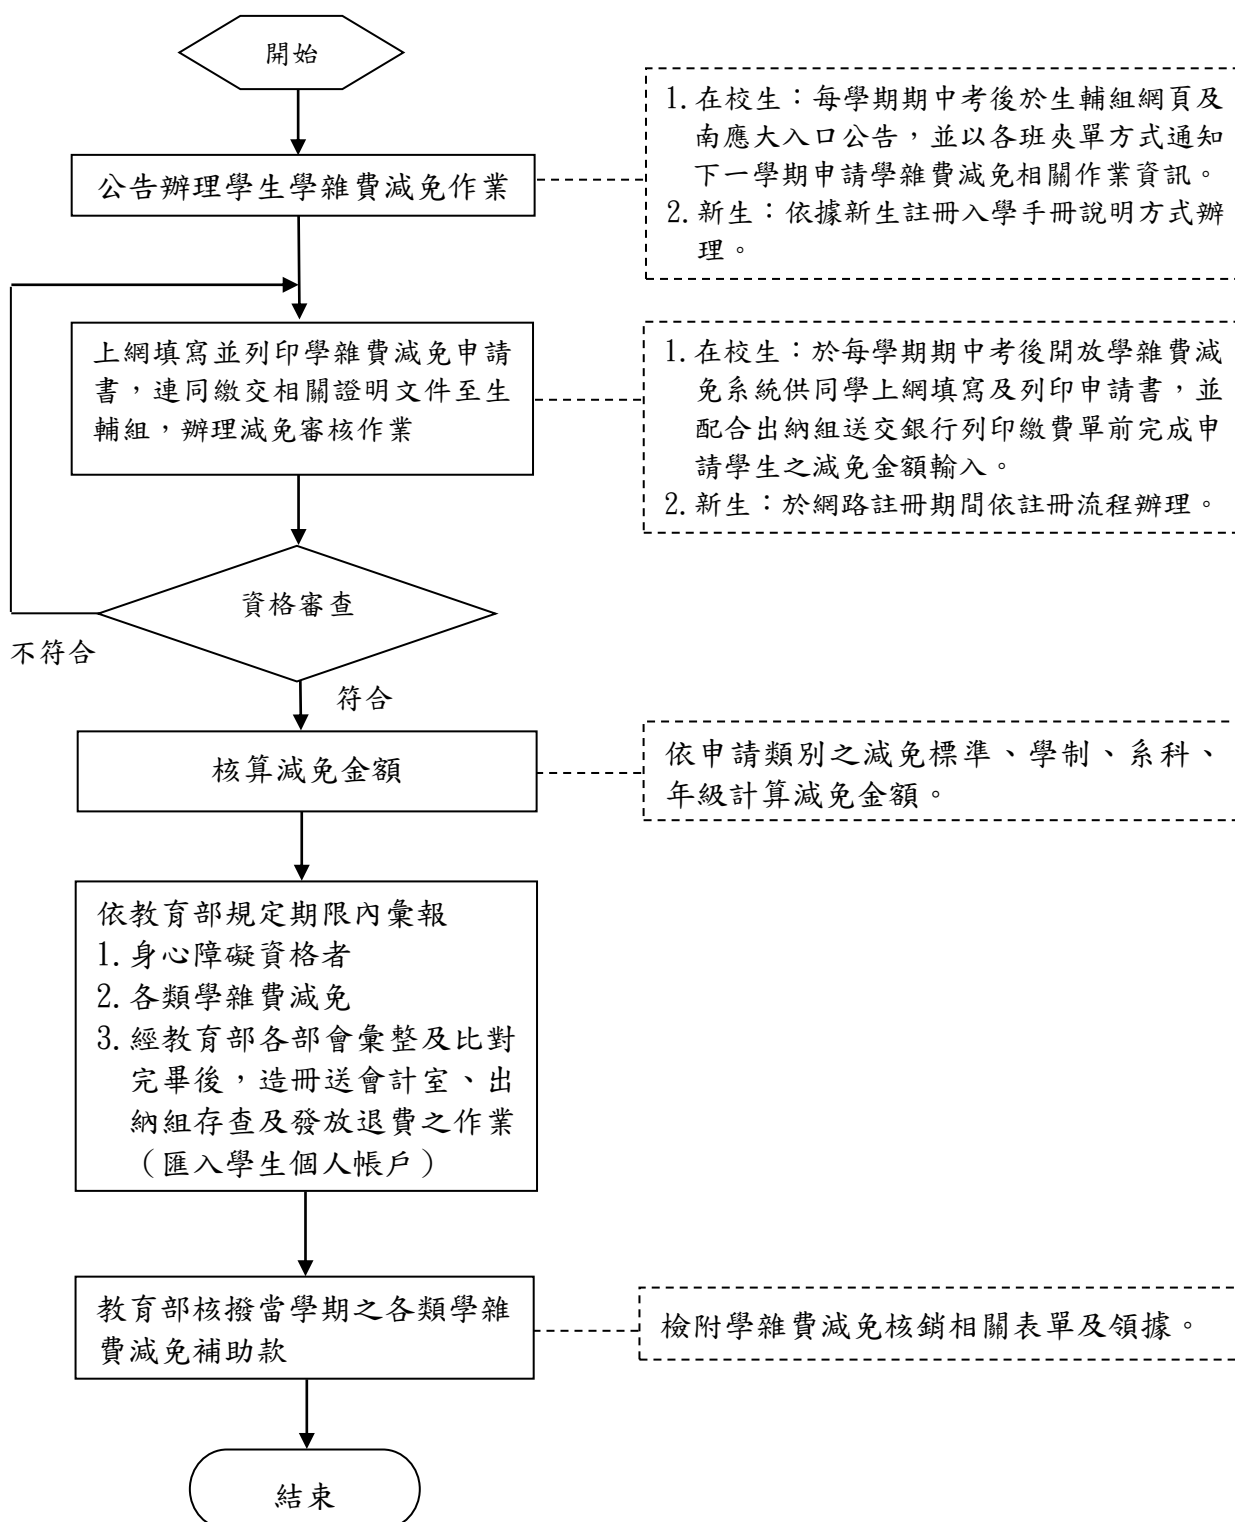 開始
公告辦理學生學雜費減免作業
1.在校生：每學期期中考後於生輔組網頁及
南應大入口公告，並以各班夾單方式通知
下一學期申請學雜費減免相關作業資訊。
2.新生：依據新生註冊入學手冊說明方式辦
理。
上網填寫並列印學雜費減免申請
書，連同繳交相關證明文件至生
輔組，辦理減免審核作業
1.在校生：於每學期期中考後開放學雜費減
免系統供同學上網填寫及列印申請書，並
配合出納組送交銀行列印繳費單前完成申
請學生之減免金額輸入。
2.新生：於網路註冊期間依註冊流程辦理。
資格審查
不符合
符合
核算減免金額
依申請類別之減免標準、學制、系科、
年級計算減免金額。
依教育部規定期限內彙報
1.身心障礙資格者
2.各類學雜費減免
3.經教育部各部會彙整及比對
完畢後，造冊送會計室、出
納組存查及發放退費之作業
（匯入學生個人帳戶）
教育部核撥當學期之各類學雜
費減免補助款
檢附學雜費減免核銷相關表單及領據。
結束